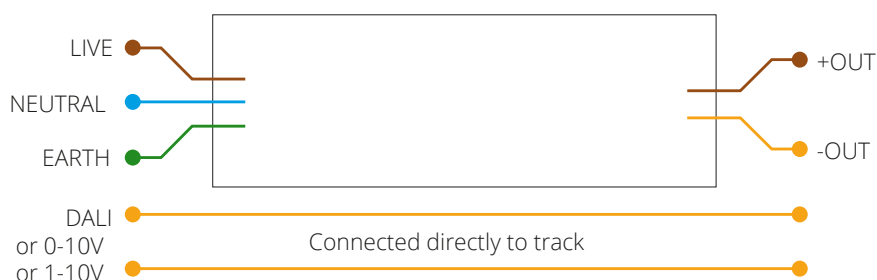 LIVE
+OUT
NEUTRAL
-OUT
EARTH
DALI
or 0-10V
Connected directly to track
or 1-10V